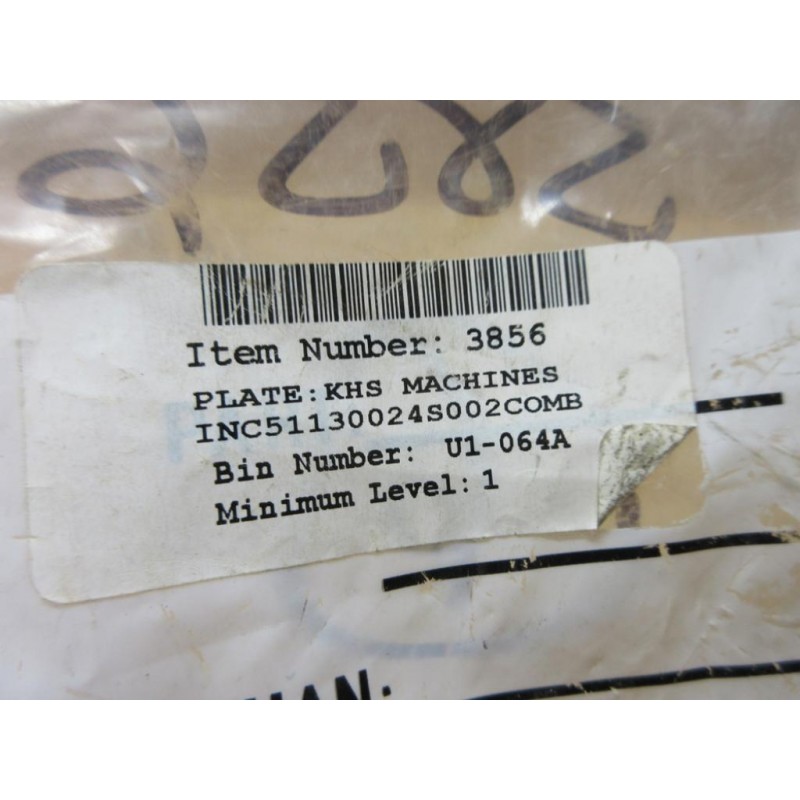 Item Number: 3856
PLATE:KHS MACHINES
INC51130024S002COMB
Bin Number: U1-064A
Minimum Level: 1